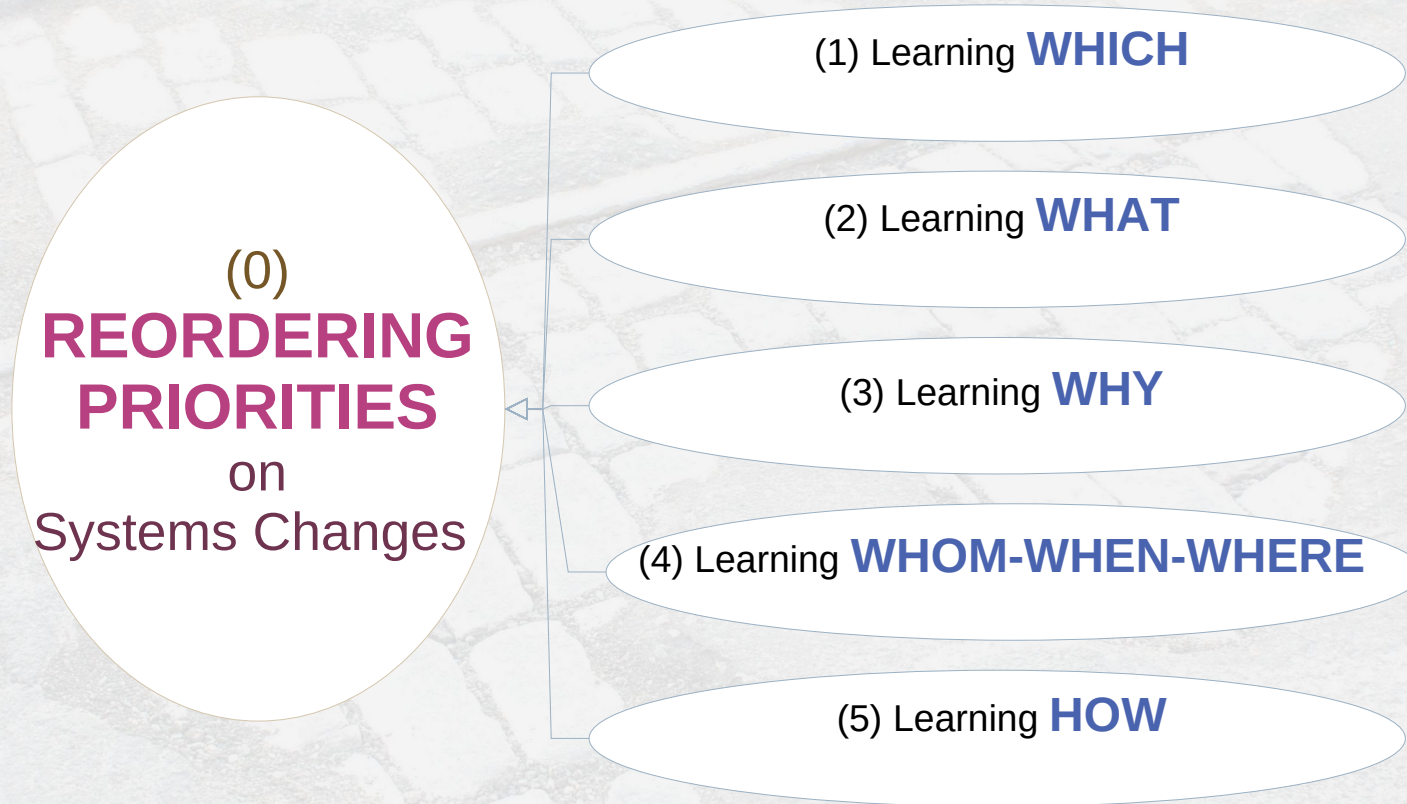 (0)
REORDERING
PRIORITIES
on
Systems Changes
(1) Learning WHICH
(2) Learning WHAT
(3) Learning WHY
(4) Learning WHOM-WHEN-WHERE
(5) Learning HOW